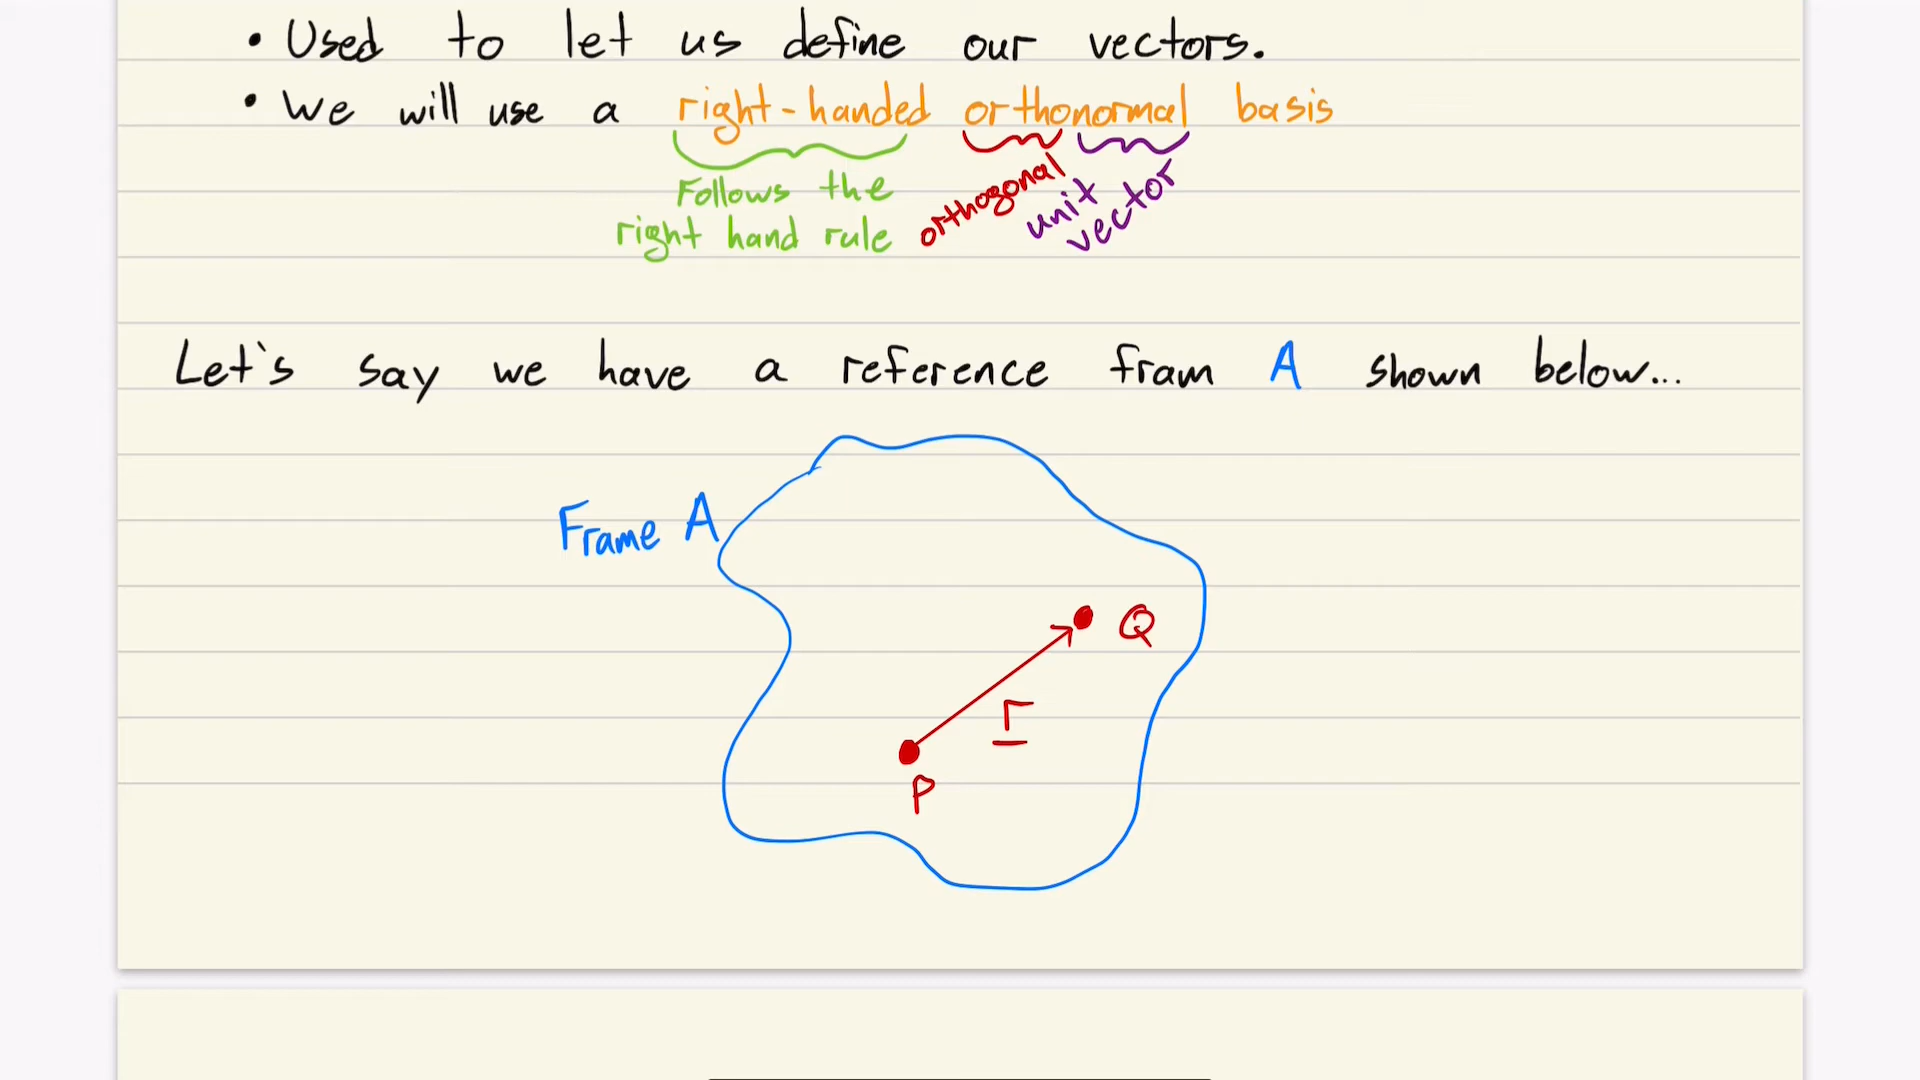 • Used to let us define our vectors.
• We will use a right-handed orthonormal basis
Follows the
right hand rule
orthogonal
unit
vector
Let's say we have a reference fram A shown below...
Frame A
Q
r
P